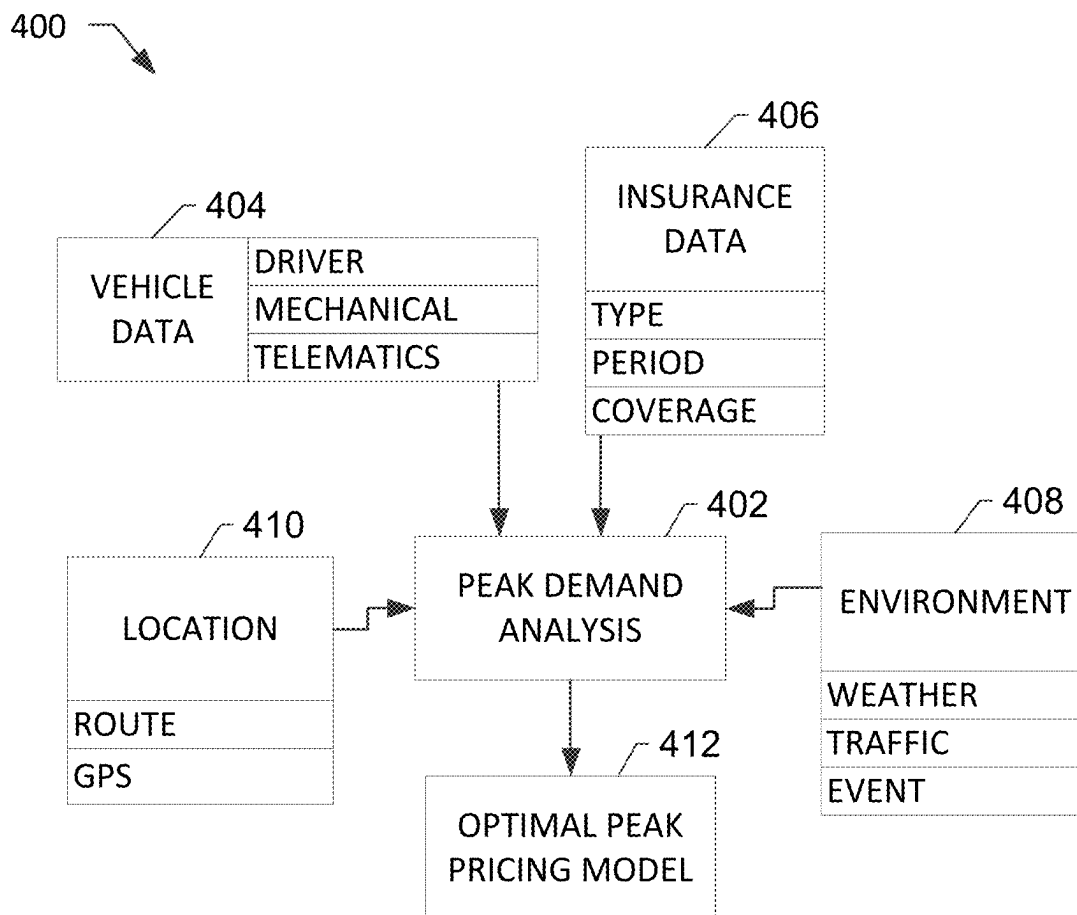 400
406
INSURANCE
DATA
TYPE
PERIOD
COVERAGE
404
VEHICLE
DATA
DRIVER
MECHANICAL
TELEMATICS
410
LOCATION
ROUTE
GPS
402
PEAK DEMAND
ANALYSIS
408
ENVIRONMENT
WEATHER
TRAFFIC
EVENT
412
OPTIMAL PEAK
PRICING MODEL